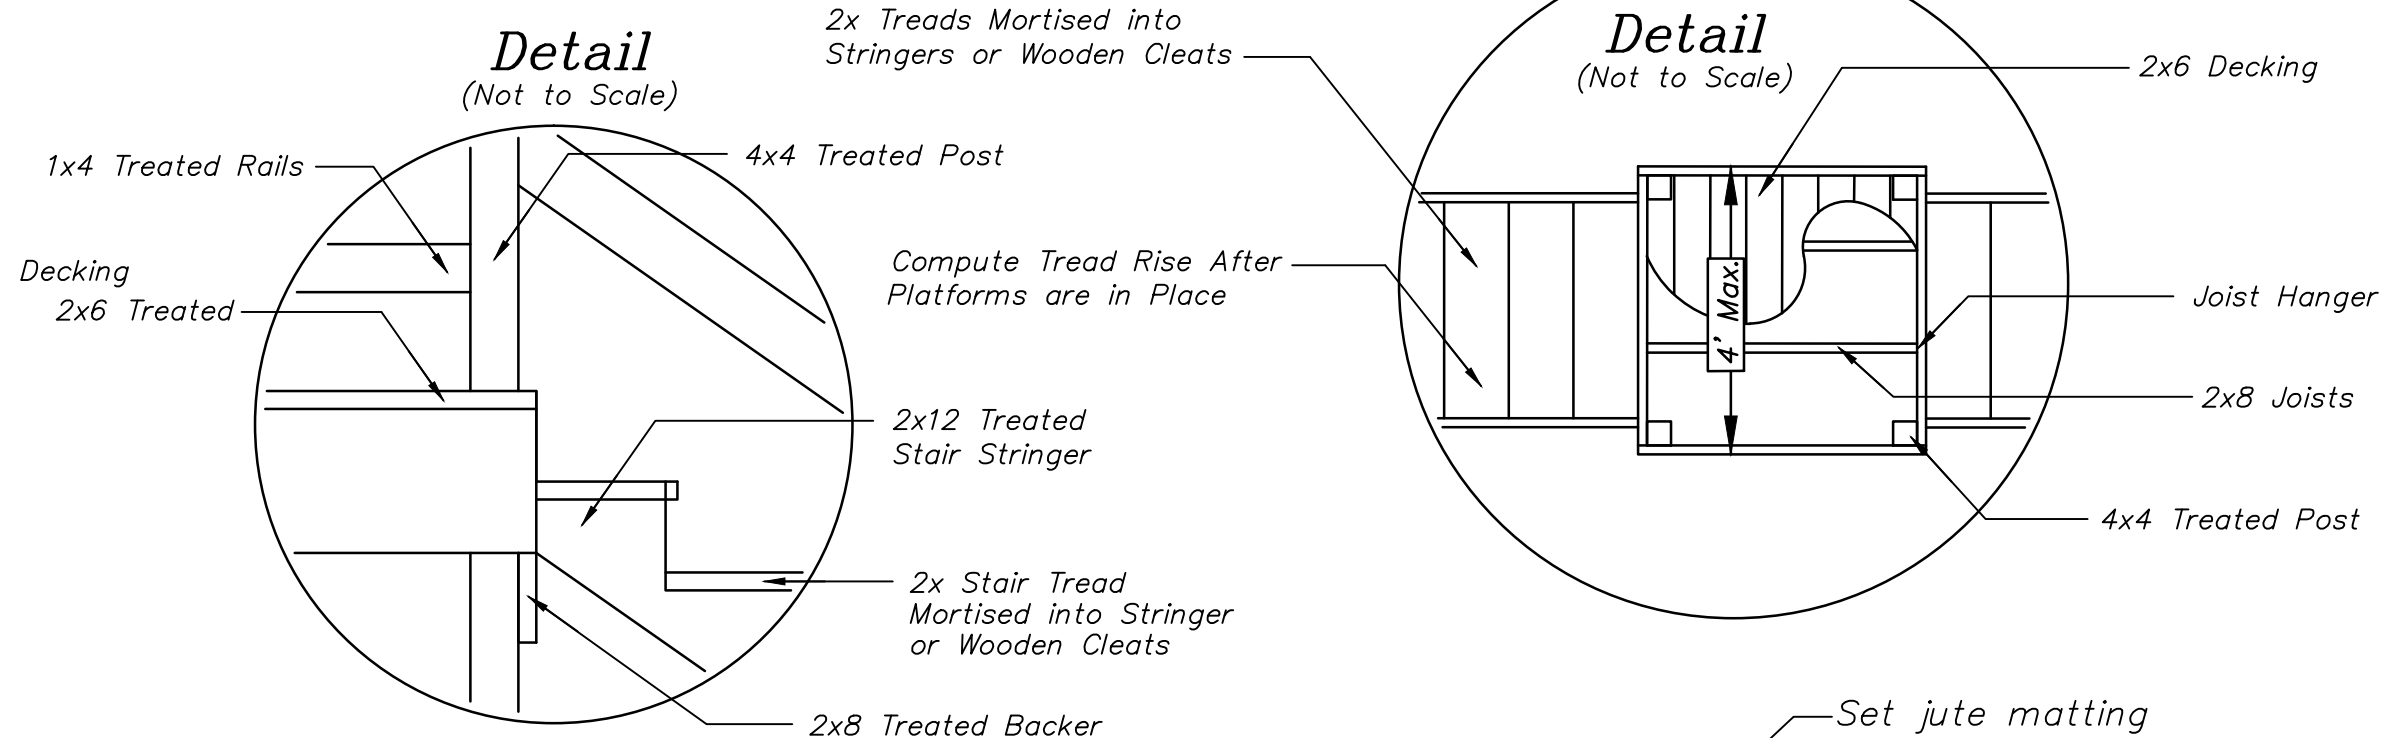 Detail
(Not to Scale)
1x4 Treated Rails
4x4 Treated Post
Decking
2x6 Treated
2x12 Treated
Stair Stringer
2x Stair Tread
Mortised into Stringer
or Wooden Cleats
2x8 Treated Backer
2x Treads Mortised into
Stringers or Wooden Cleats
Compute Tread Rise After
Platforms are in Place
Detail
(Not to Scale)
2x6 Decking
4' Max.
Joist Hanger
2x8 Joists
4x4 Treated Post
Set jute matting